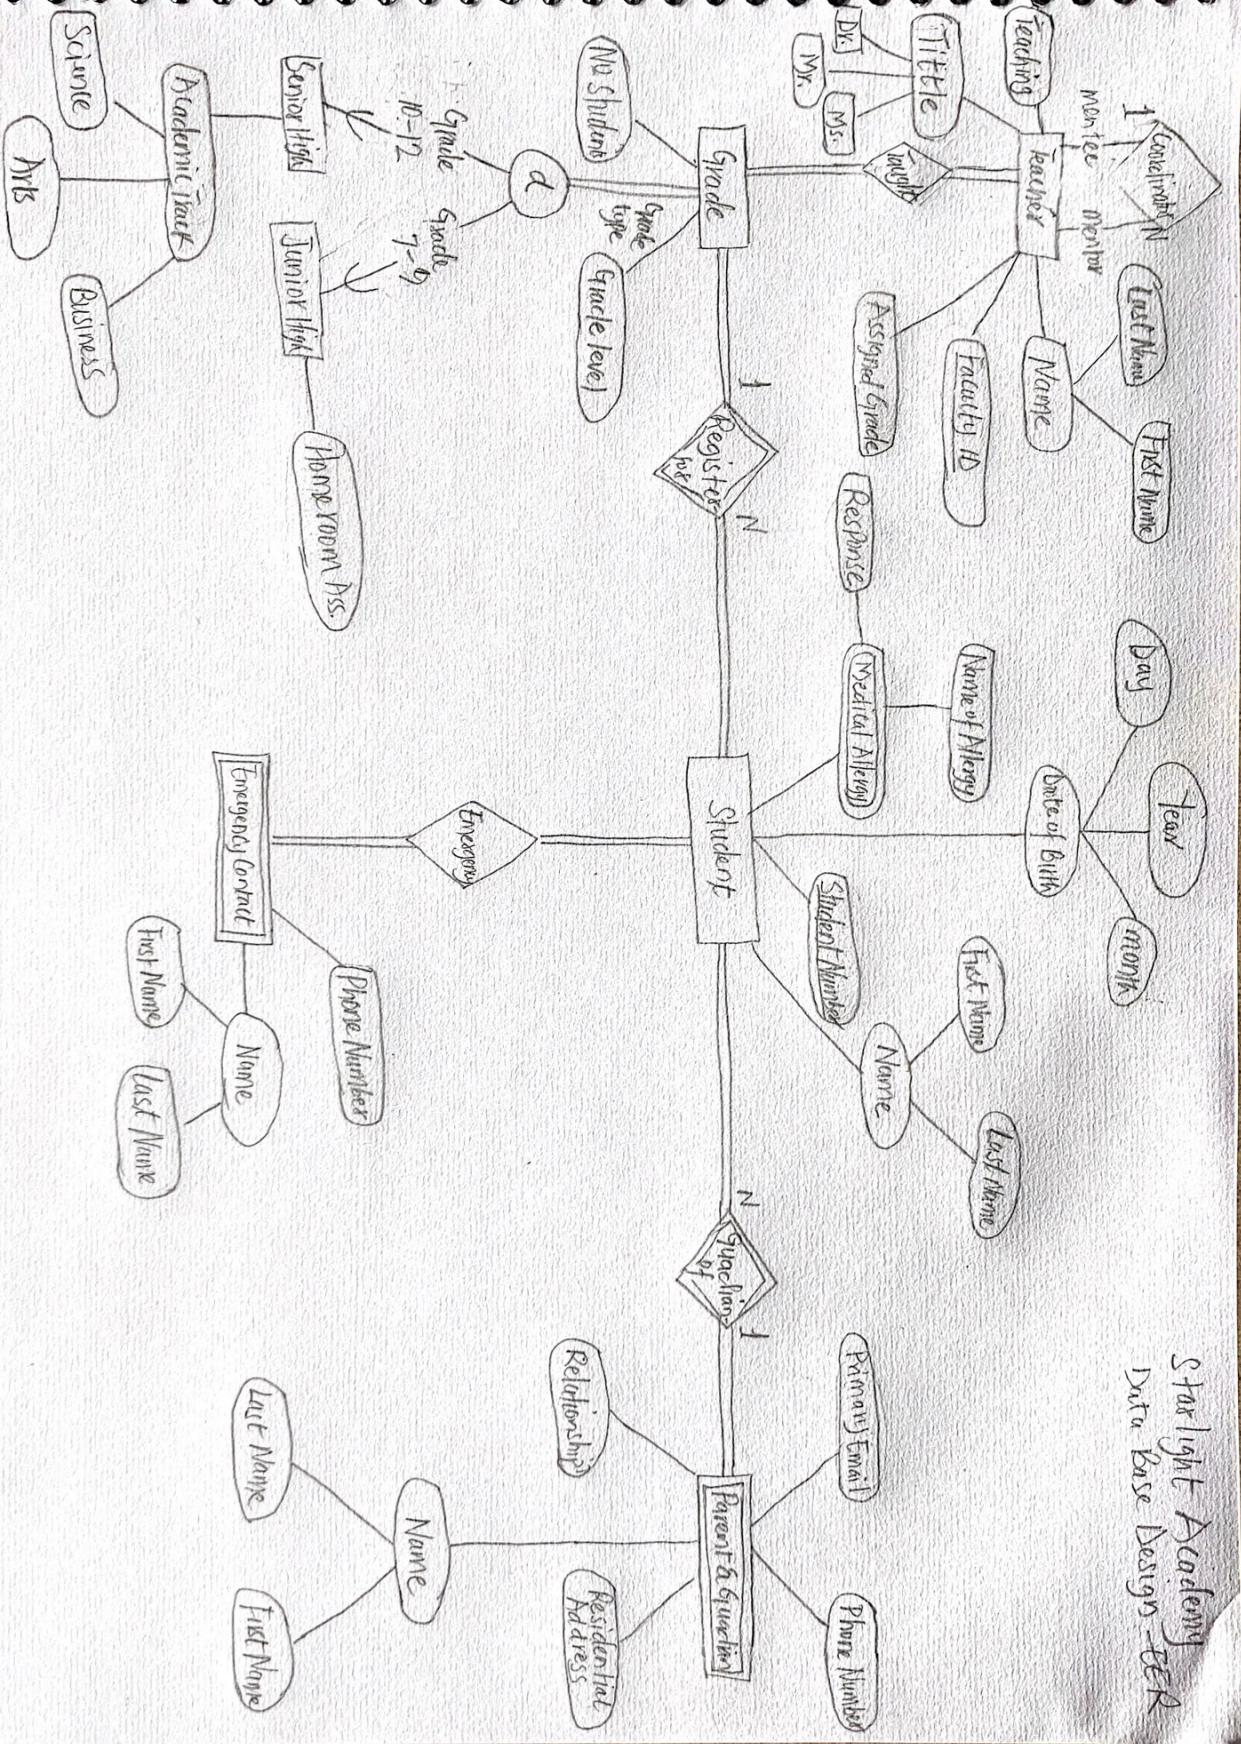 Starlight Academy
Data Base Design - EER
Coordinator
1
N
mentee
mentor
Teaching
Teacher
Tittle
Dr.
Mr.
Ms.
Last Name
First Name
Name
Faculty ID
Assigned Grade
Taught
Grade
No Student
Grade level
Grade
type
d
Grade
10-12
Grade
7-9
Senior High
Junior High
Academic Track
Science
Arts
Business
Homeroom Ass.
1
Register
for
N
Response
Medical Allergy
Name of Allergy
Day
Year
month
Date of Birth
Student
Student Number
Name
First Name
Last Name
Emergency
Emergency Contact
Phone Number
Name
First Name
Last Name
N
Guadian
of
1
Primary Email
Phone Number
Relationship
Parent & Guardian
Residential
Address
Name
Last Name
First Name